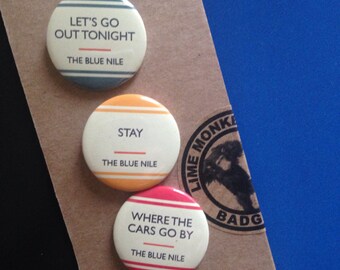 LET'S GO
OUT TONIGHT
THE BLUE NILE
STAY
THE BLUE NILE
WHERE THE
CARS GO BY
THE BLUE NILE
LIME MONKE
BADG